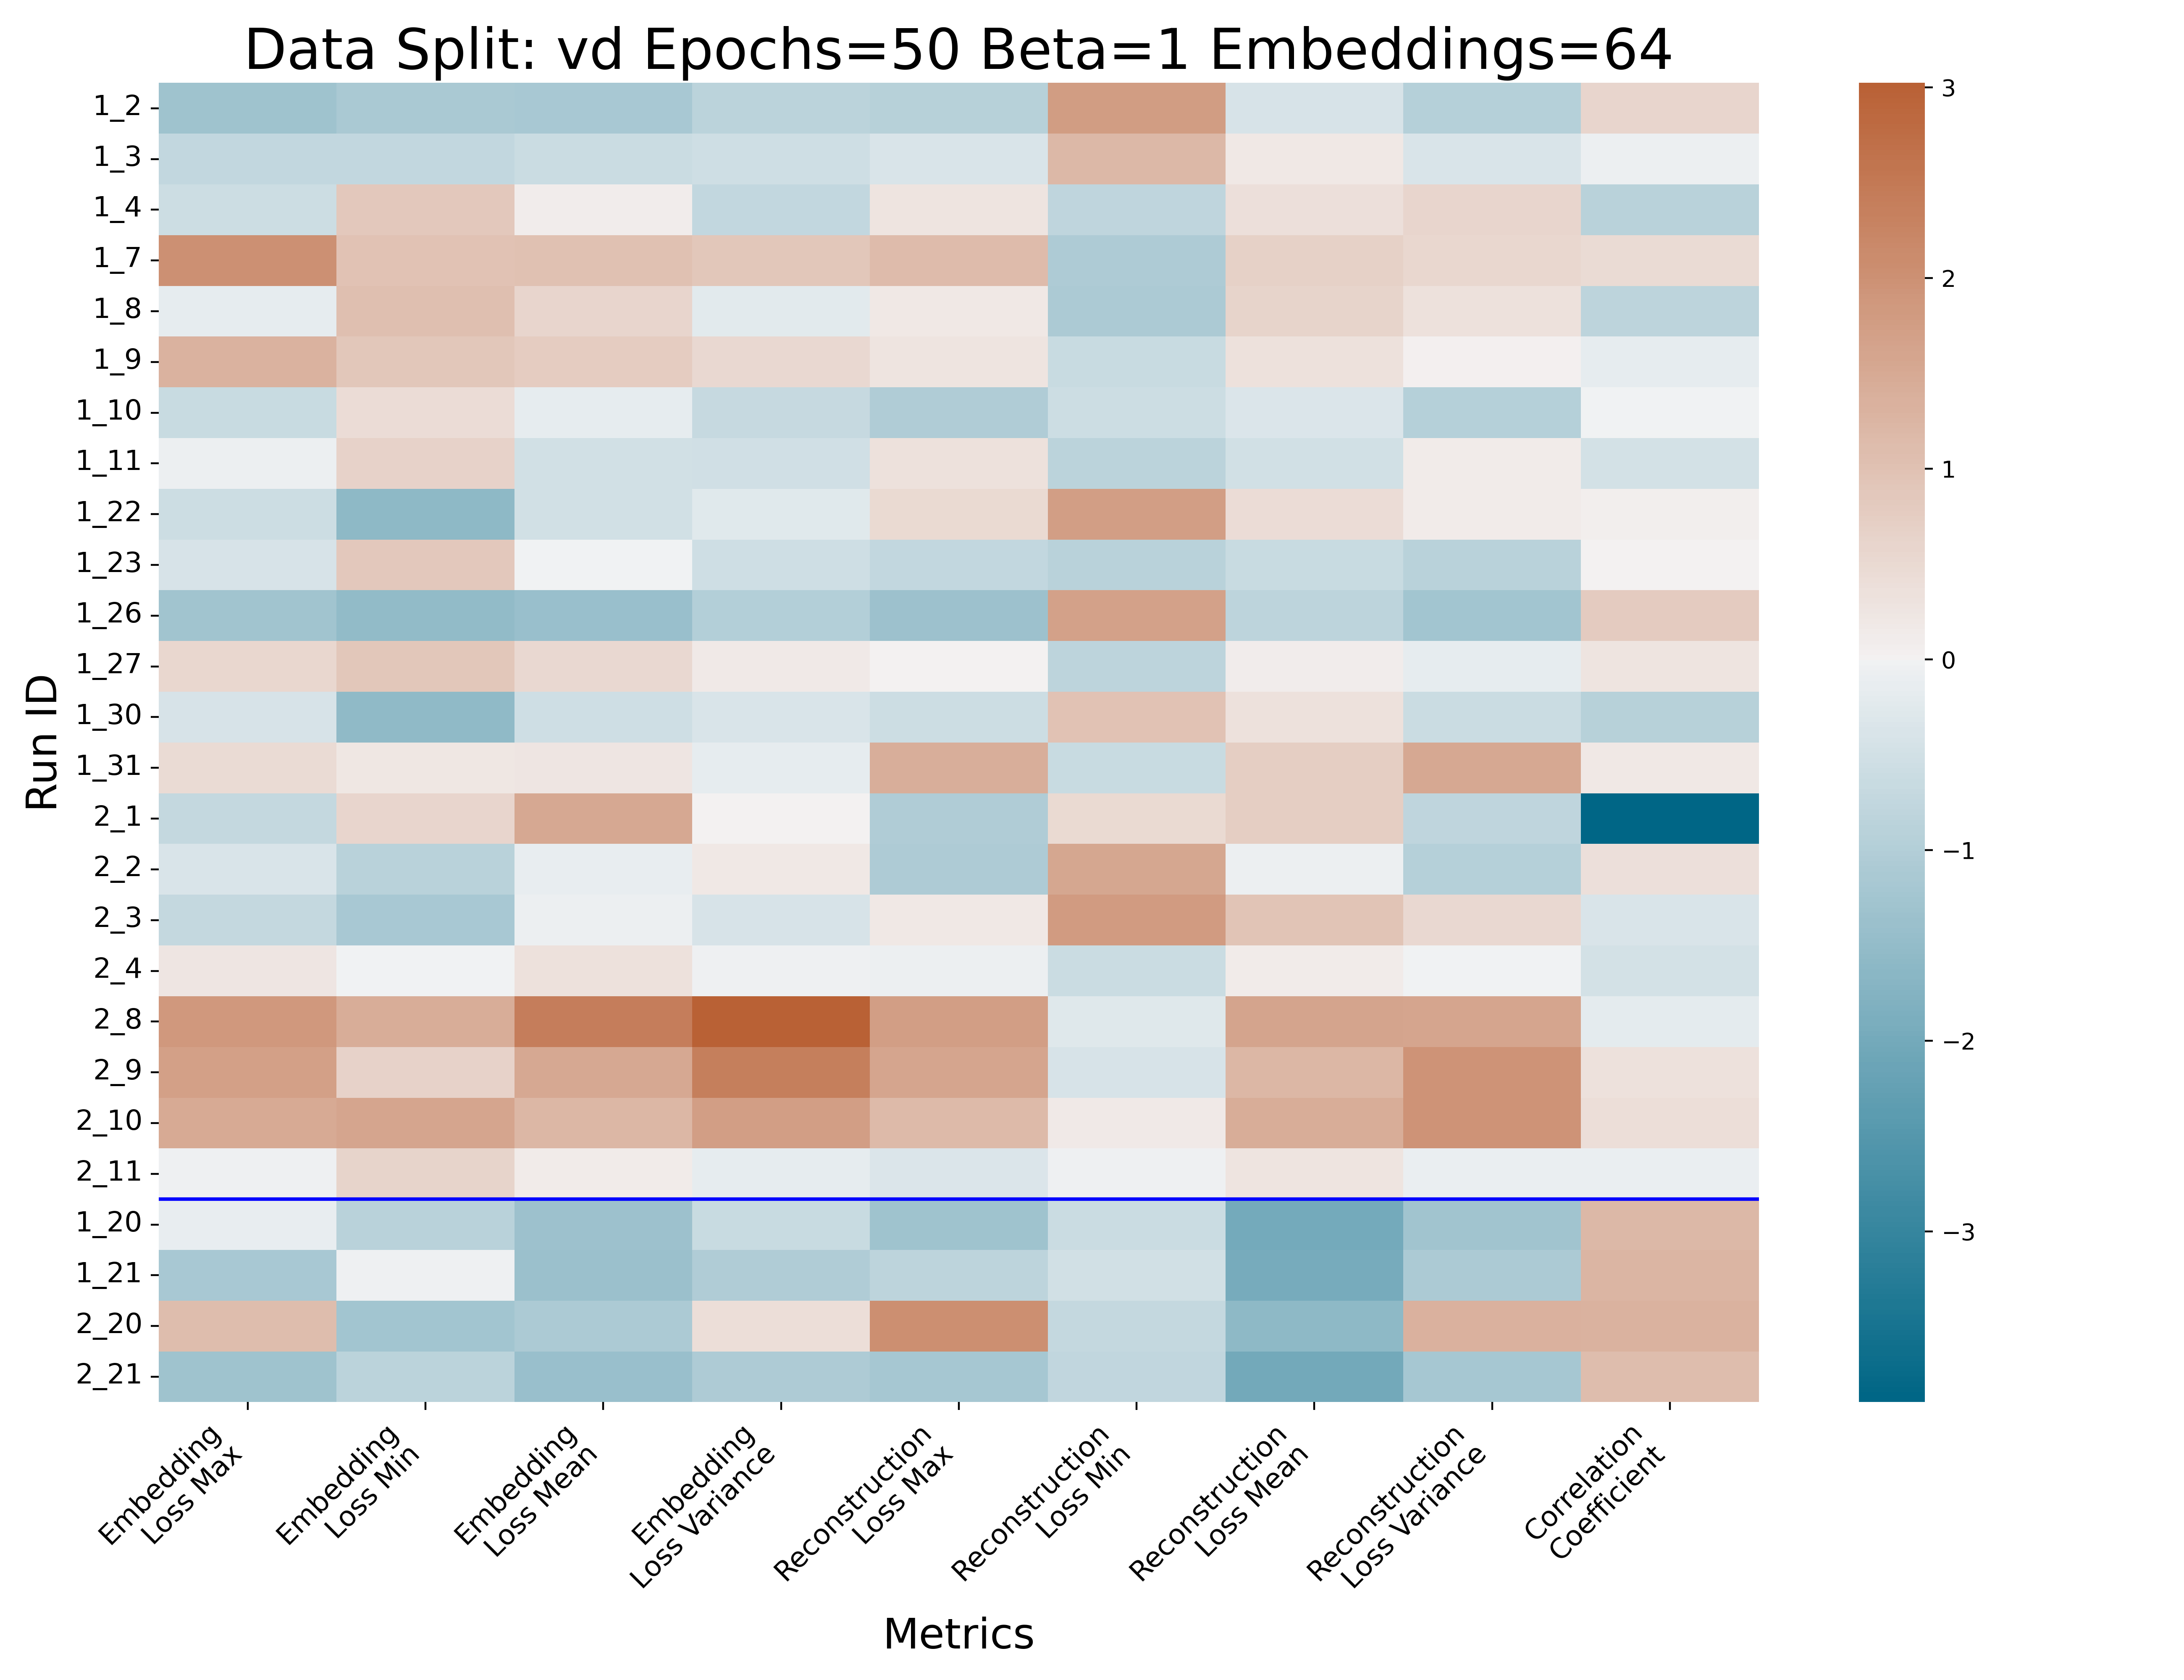 Data Split: vd Epochs=50 Beta=1 Embeddings=64
Run ID
1_2
1_3
1_4
1_7
1_8
1_9
1_10
1_11
1_22
1_23
1_26
1_27
1_30
1_31
2_1
2_2
2_3
2_4
2_8
2_9
2_10
2_11
1_20
1_21
2_20
2_21
Embedding
Loss Max
Embedding
Loss Min
Embedding
Loss Mean
Embedding
Loss Variance
Reconstruction
Loss Max
Reconstruction
Loss Min
Reconstruction
Loss Mean
Reconstruction
Loss Variance
Correlation
Coefficient
Metrics
3
2
1
0
−1
−2
−3